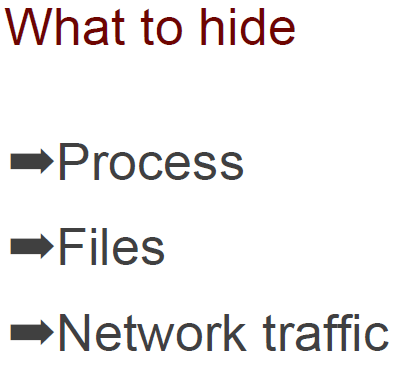 What to hide
➡Process
➡Files
➡Network traffic